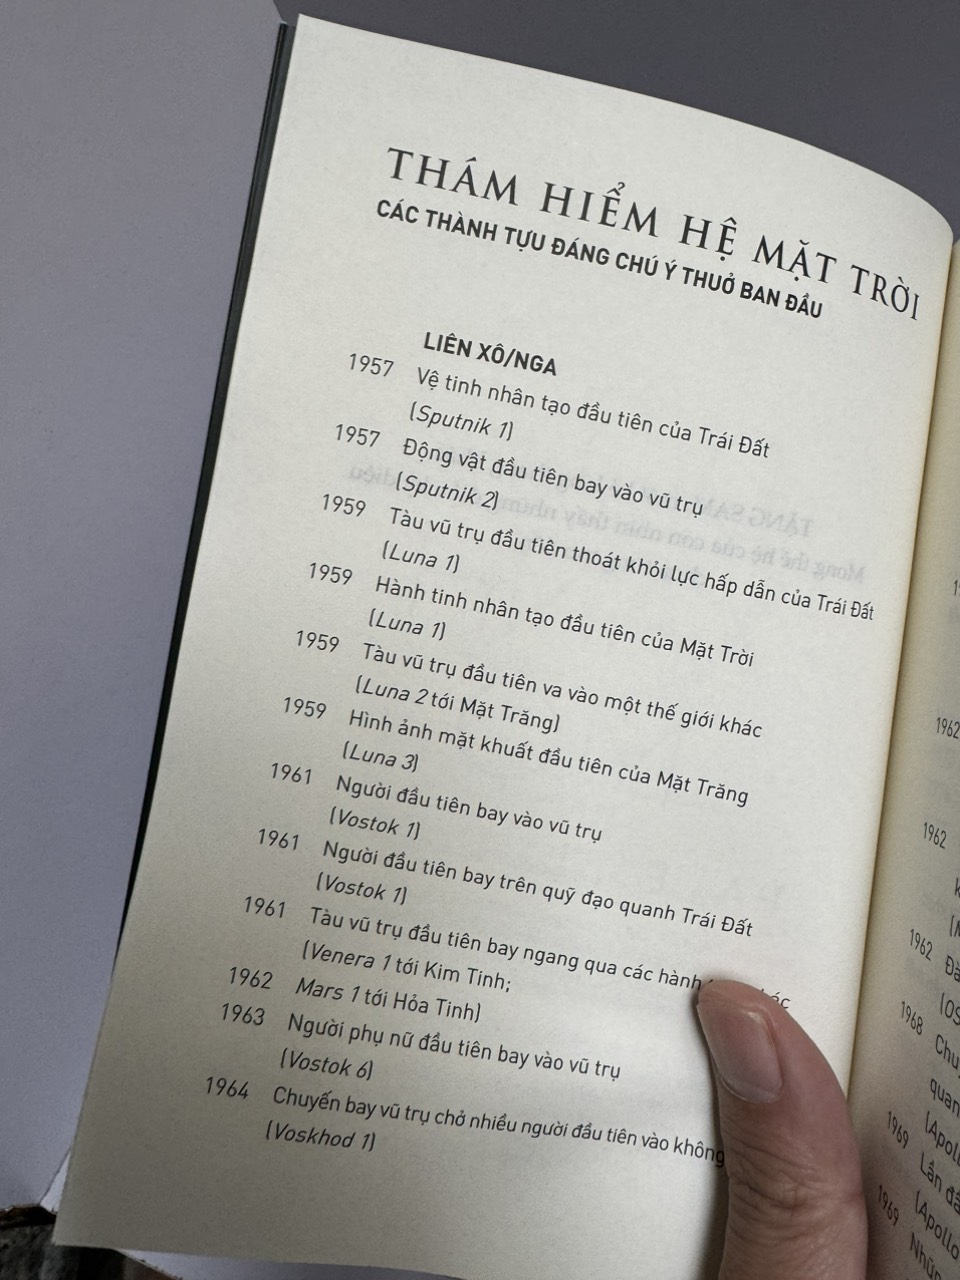 THÁM HIỂM HỆ MẶT TRỜI
CÁC THÀNH TỰU ĐÁNG CHÚ Ý THUỞ BAN ĐẦU
LIÊN XÔ/NGA
1957 Vệ tinh nhân tạo đầu tiên của Trái Đất
(Sputnik 1)
1957 Động vật đầu tiên bay vào vũ trụ
(Sputnik 2)
1959 Tàu vũ trụ đầu tiên thoát khỏi lực hấp dẫn của Trái Đất
(Luna 1)
1959 Hành tinh nhân tạo đầu tiên của Mặt Trời
(Luna 1)
1959 Tàu vũ trụ đầu tiên va vào một thế giới khác
(Luna 2 tới Mặt Trăng)
1959 Hình ảnh mặt khuất đầu tiên của Mặt Trăng
(Luna 3)
1961 Người đầu tiên bay vào vũ trụ
(Vostok 1)
1961 Người đầu tiên bay trên quỹ đạo quanh Trái Đất
(Vostok 1)
1961 Tàu vũ trụ đầu tiên bay ngang qua các hành
(Venera 1 tới Kim Tinh;
1962 Mars 1 tới Hỏa Tinh)
1963 Người phụ nữ đầu tiên bay vào vũ trụ
(Vostok 6)
1964 Chuyến bay vũ trụ chở nhiều người đầu tiên vào không
(Voskhod 1)
1962
1962
1962
1968
quan
(Apol
1969 Lần đầ
(Apollo
1969 Nhữn